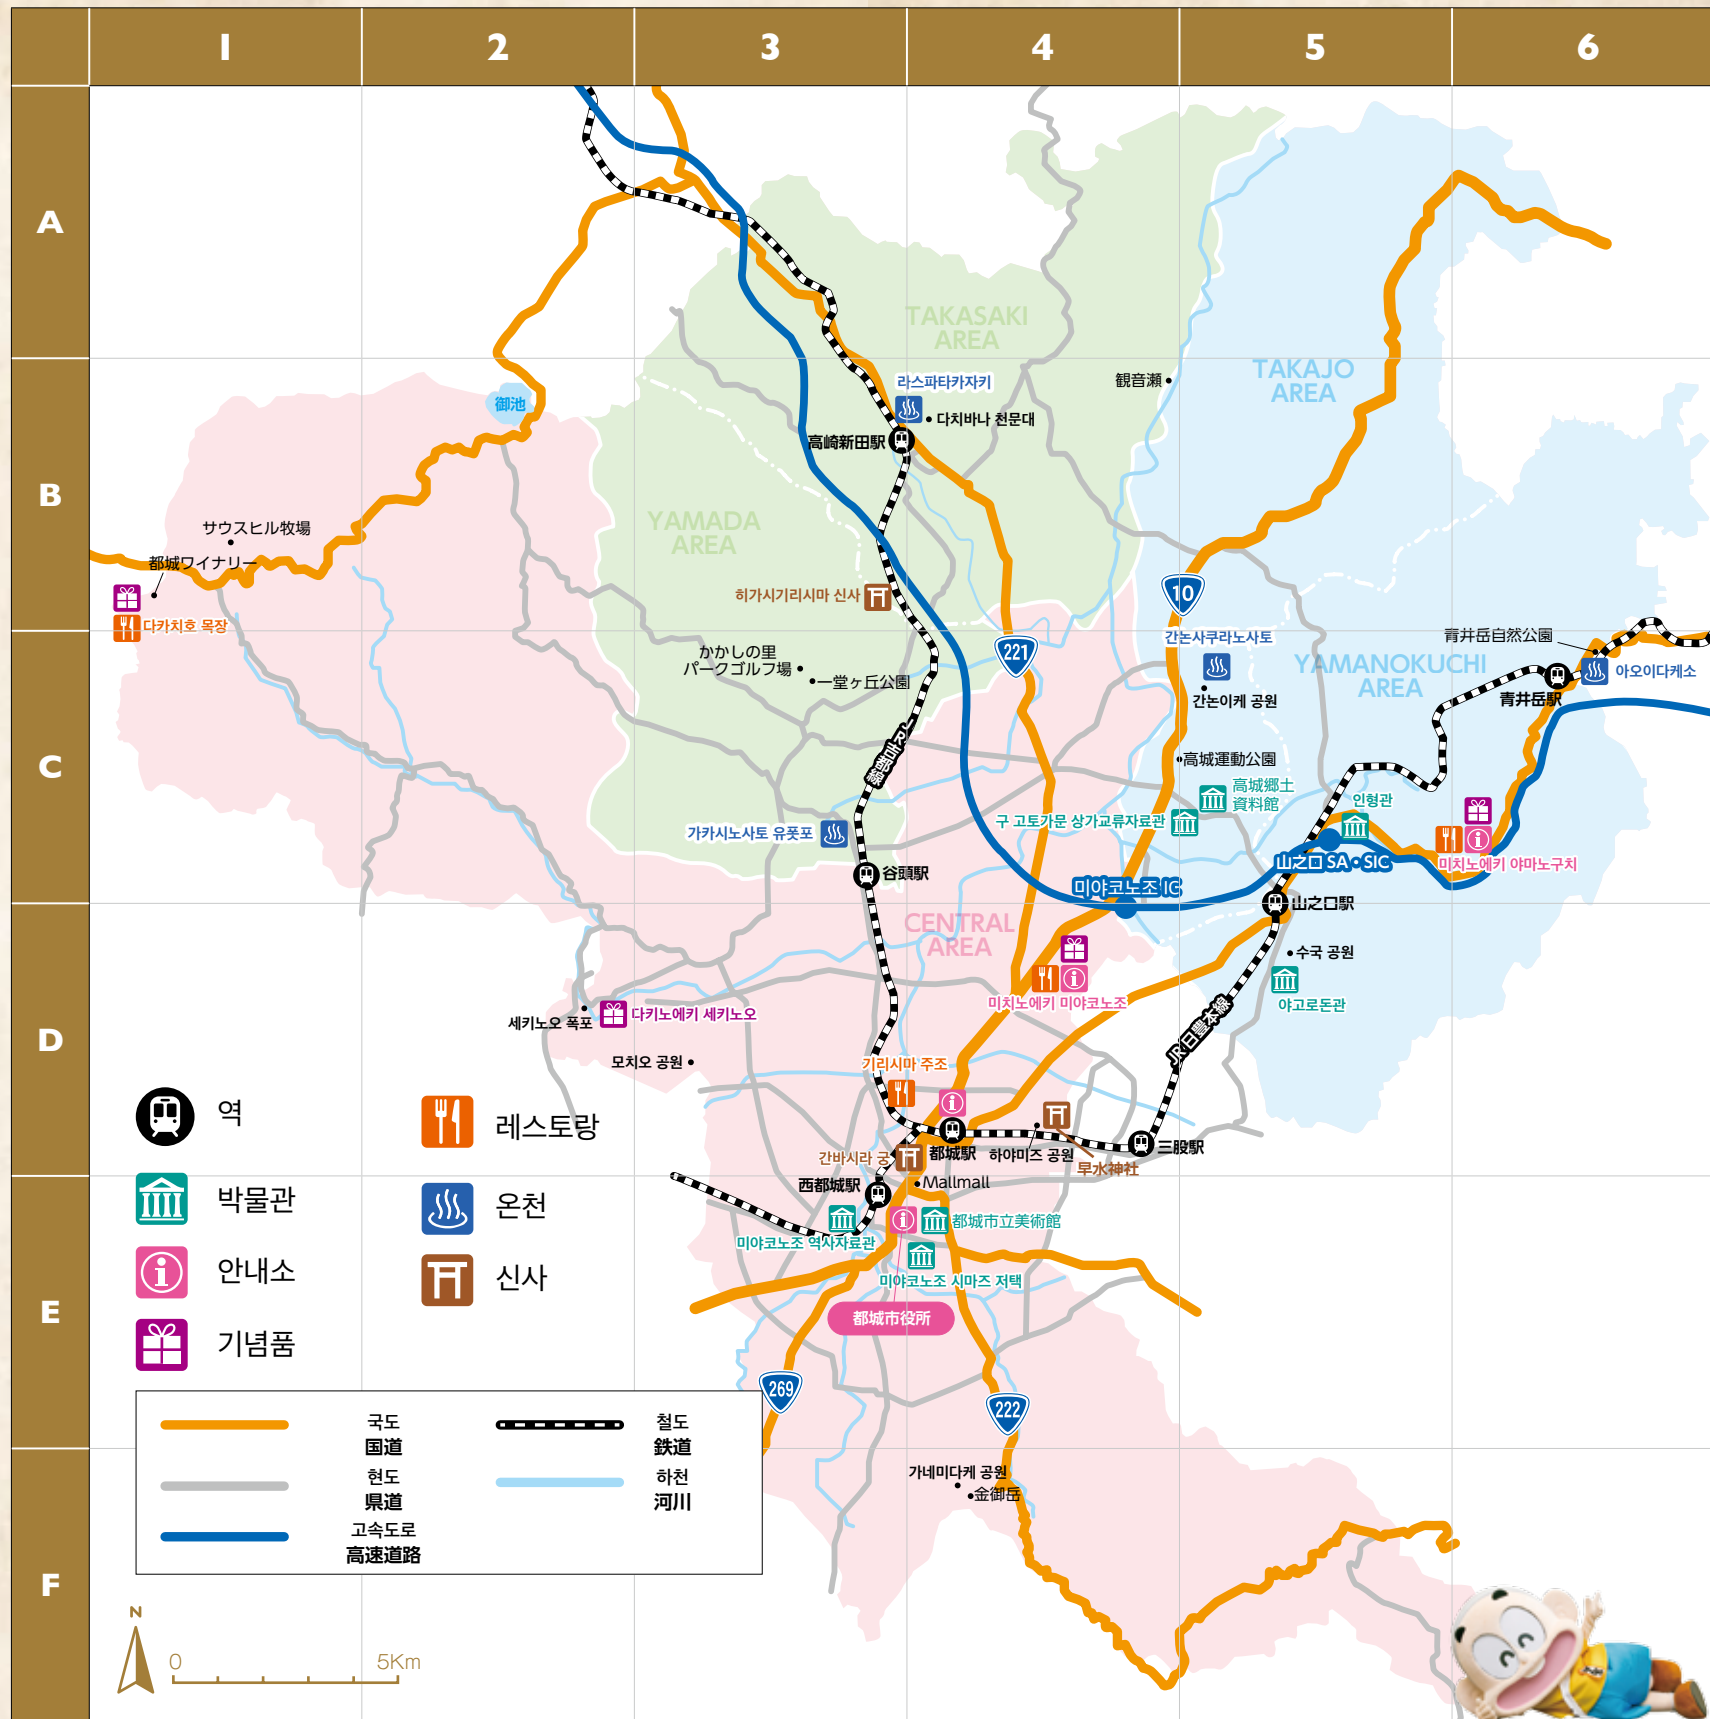 1
2
3
4
5
6
A
B
C
D
E
F
TAKASAKI
AREA
TAKAJO
AREA
御池
라스파타카자키
다치바나 천문대
観音瀬
高崎新田駅
YAMADA
AREA
サウスヒル牧場
都城ワイナリー
다카치호 목장
히가시기리시마 신사
10
221
かかしの里
パークゴルフ場
一堂ヶ丘公園
간논사쿠라노사토
간논이케 공원
青井岳自然公園
YAMANOKUCHI
AREA
아오이다케소
青井岳駅
JR吉都線
高城運動公園
高城郷土
資料館
人形館
구 고토가문 상가교류자료관
가카시노사토 유풋포
谷頭駅
山之口 SA・SIC
미치노에키 야마노구치
미야코노조 IC
山之口駅
CENTRAL
AREA
수국 공원
야고로돈관
미치노에키 미야코노조
JR日豊本線
세키노오 폭포
다키노에키 세키노오
모치오 공원
기리시마 주조
都城駅
하야미즈 공원
早水神社
三股駅
간바시라 궁
西都城駅
Mallmall
都城市立美術館
미야코노조 역사자료관
미야코노조 시마즈 저택
都城市役所
269
222
가네미다케 공원
金御岳
역
레스토랑
박물관
온천
안내소
신사
기념품
국도
国道
철도
鉄道
현도
県道
하천
河川
고속도로
高速道路
N
0
5Km